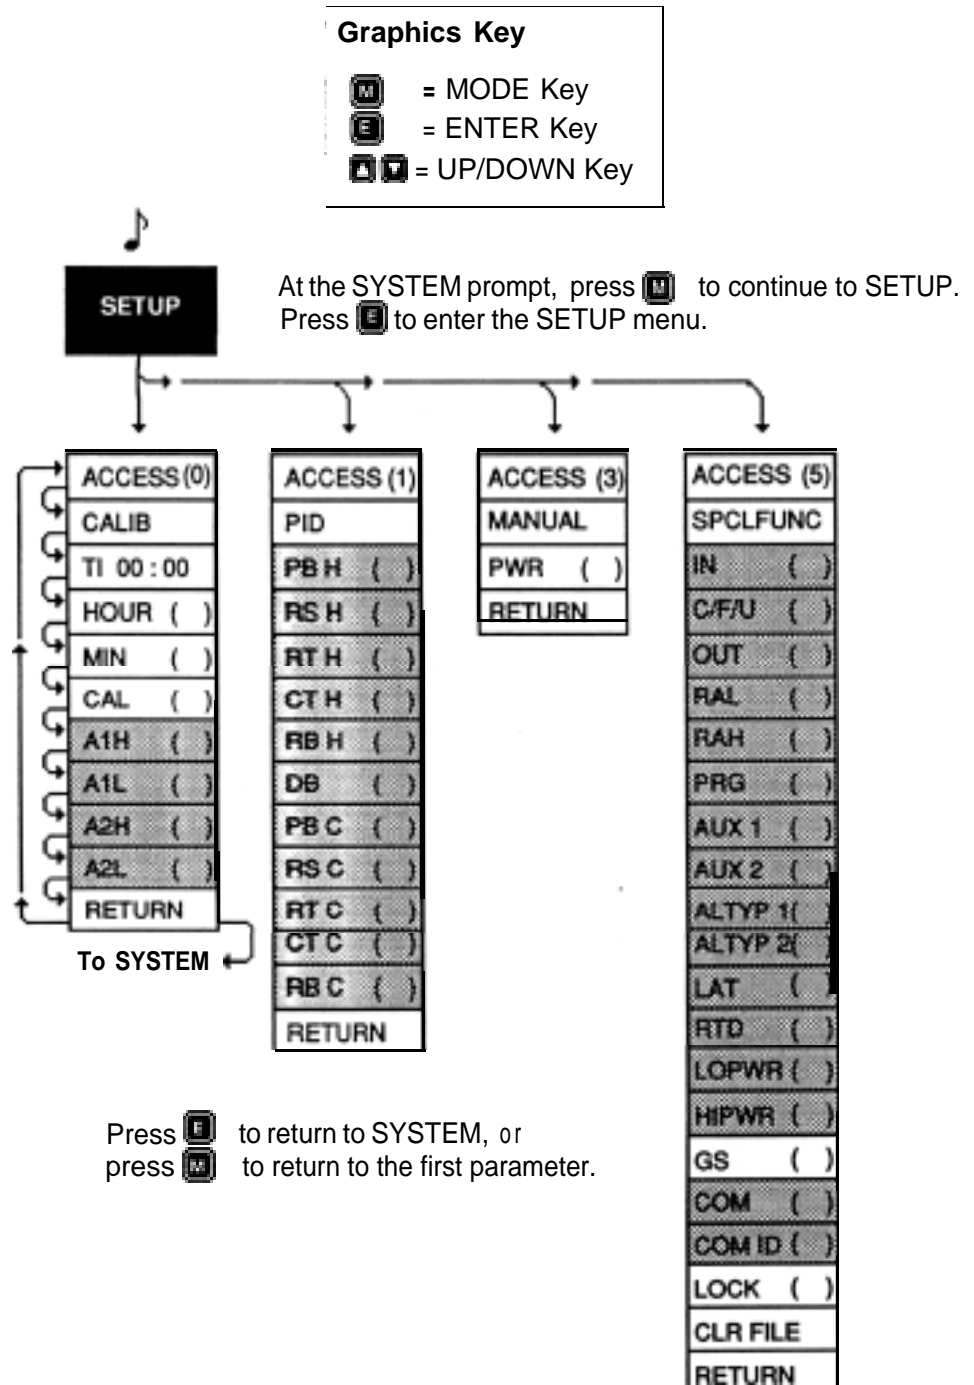 Graphics Key
M = MODE Key
E = ENTER Key
= UP/DOWN Key
SETUP
At the SYSTEM prompt, press M to continue to SETUP.
Press E to enter the SETUP menu.
ACCESS (0)
CALIB
TI 00 : 00
HOUR ( )
MIN ( )
CAL ( )
A1H ( )
A1L ( )
A2H ( )
A2L ( )
RETURN
To SYSTEM
ACCESS (1)
PID
PB H ( )
RS H ( )
RT H ( )
CT H ( )
RB H ( )
DB ( )
PB C ( )
RS C ( )
RT C ( )
CT C ( )
RB C ( )
RETURN
ACCESS (3)
MANUAL
PWR ( )
RETURN
ACCESS (5)
SPCLFUNC
IN ( )
C/F/U ( )
OUT ( )
RAL ( )
RAH ( )
PRG ( )
AUX 1 ( )
AUX 2 ( )
ALTYP 1( )
ALTYP 2( )
LAT ( )
RTD ( )
LOPWR ( )
HIPWR ( )
GS ( )
COM ( )
COM ID ( )
LOCK ( )
CLR FILE
RETURN
Press E to return to SYSTEM, or
press M to return to the first parameter.